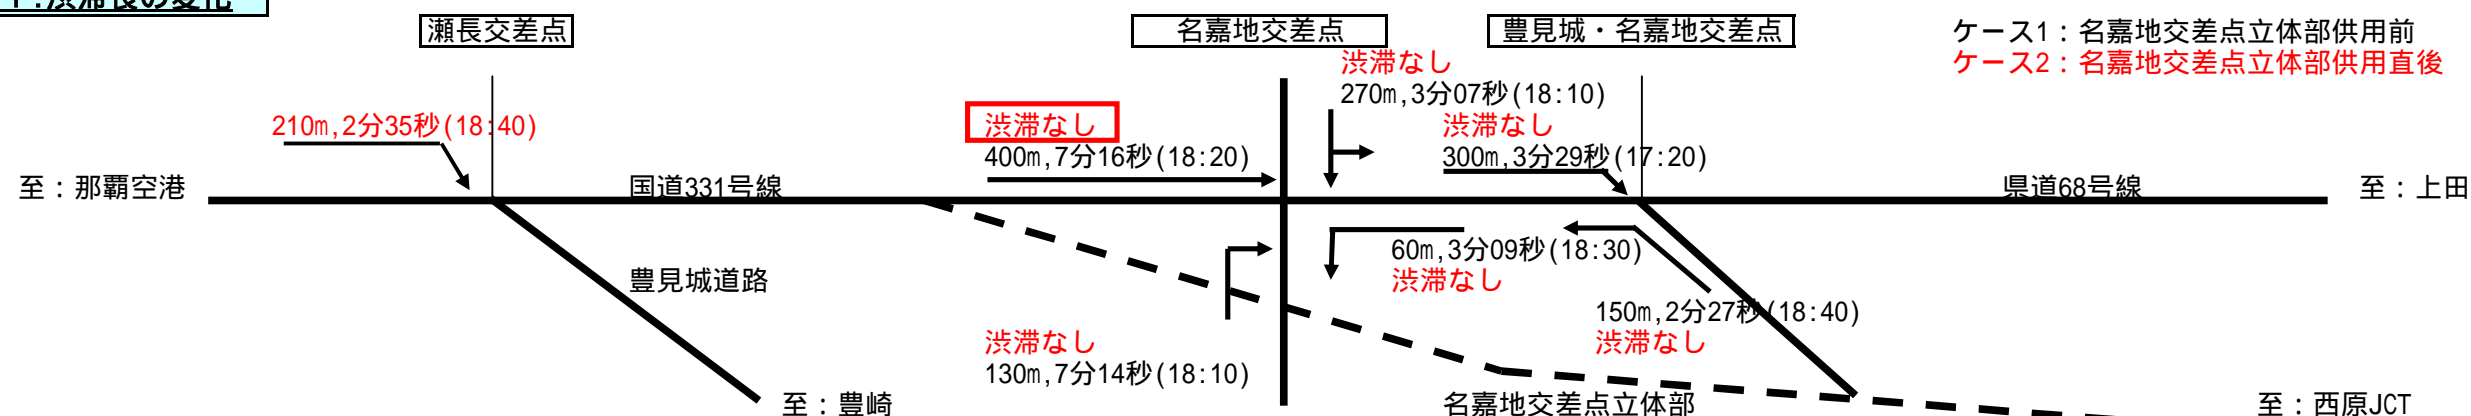 渋滞長の変化
瀬長交差点
名嘉地交差点
豊見城・名嘉地交差点
ケース1：名嘉地交差点立体部供用前
ケース2：名嘉地交差点立体部供用直後
渋滞なし
270m,3分07秒(18:10)
210m,2分35秒(18:40)
渋滞なし
400m,7分16秒(18:20)
渋滞なし
300m,3分29秒(17:20)
至：那覇空港
国道331号線
県道68号線
至：上田
60m,3分09秒(18:30)
渋滞なし
豊見城道路
150m,2分27秒(18:40)
渋滞なし
渋滞なし
130m,7分14秒(18:10)
至：豊崎
名嘉地交差点立体部
至：西原JCT